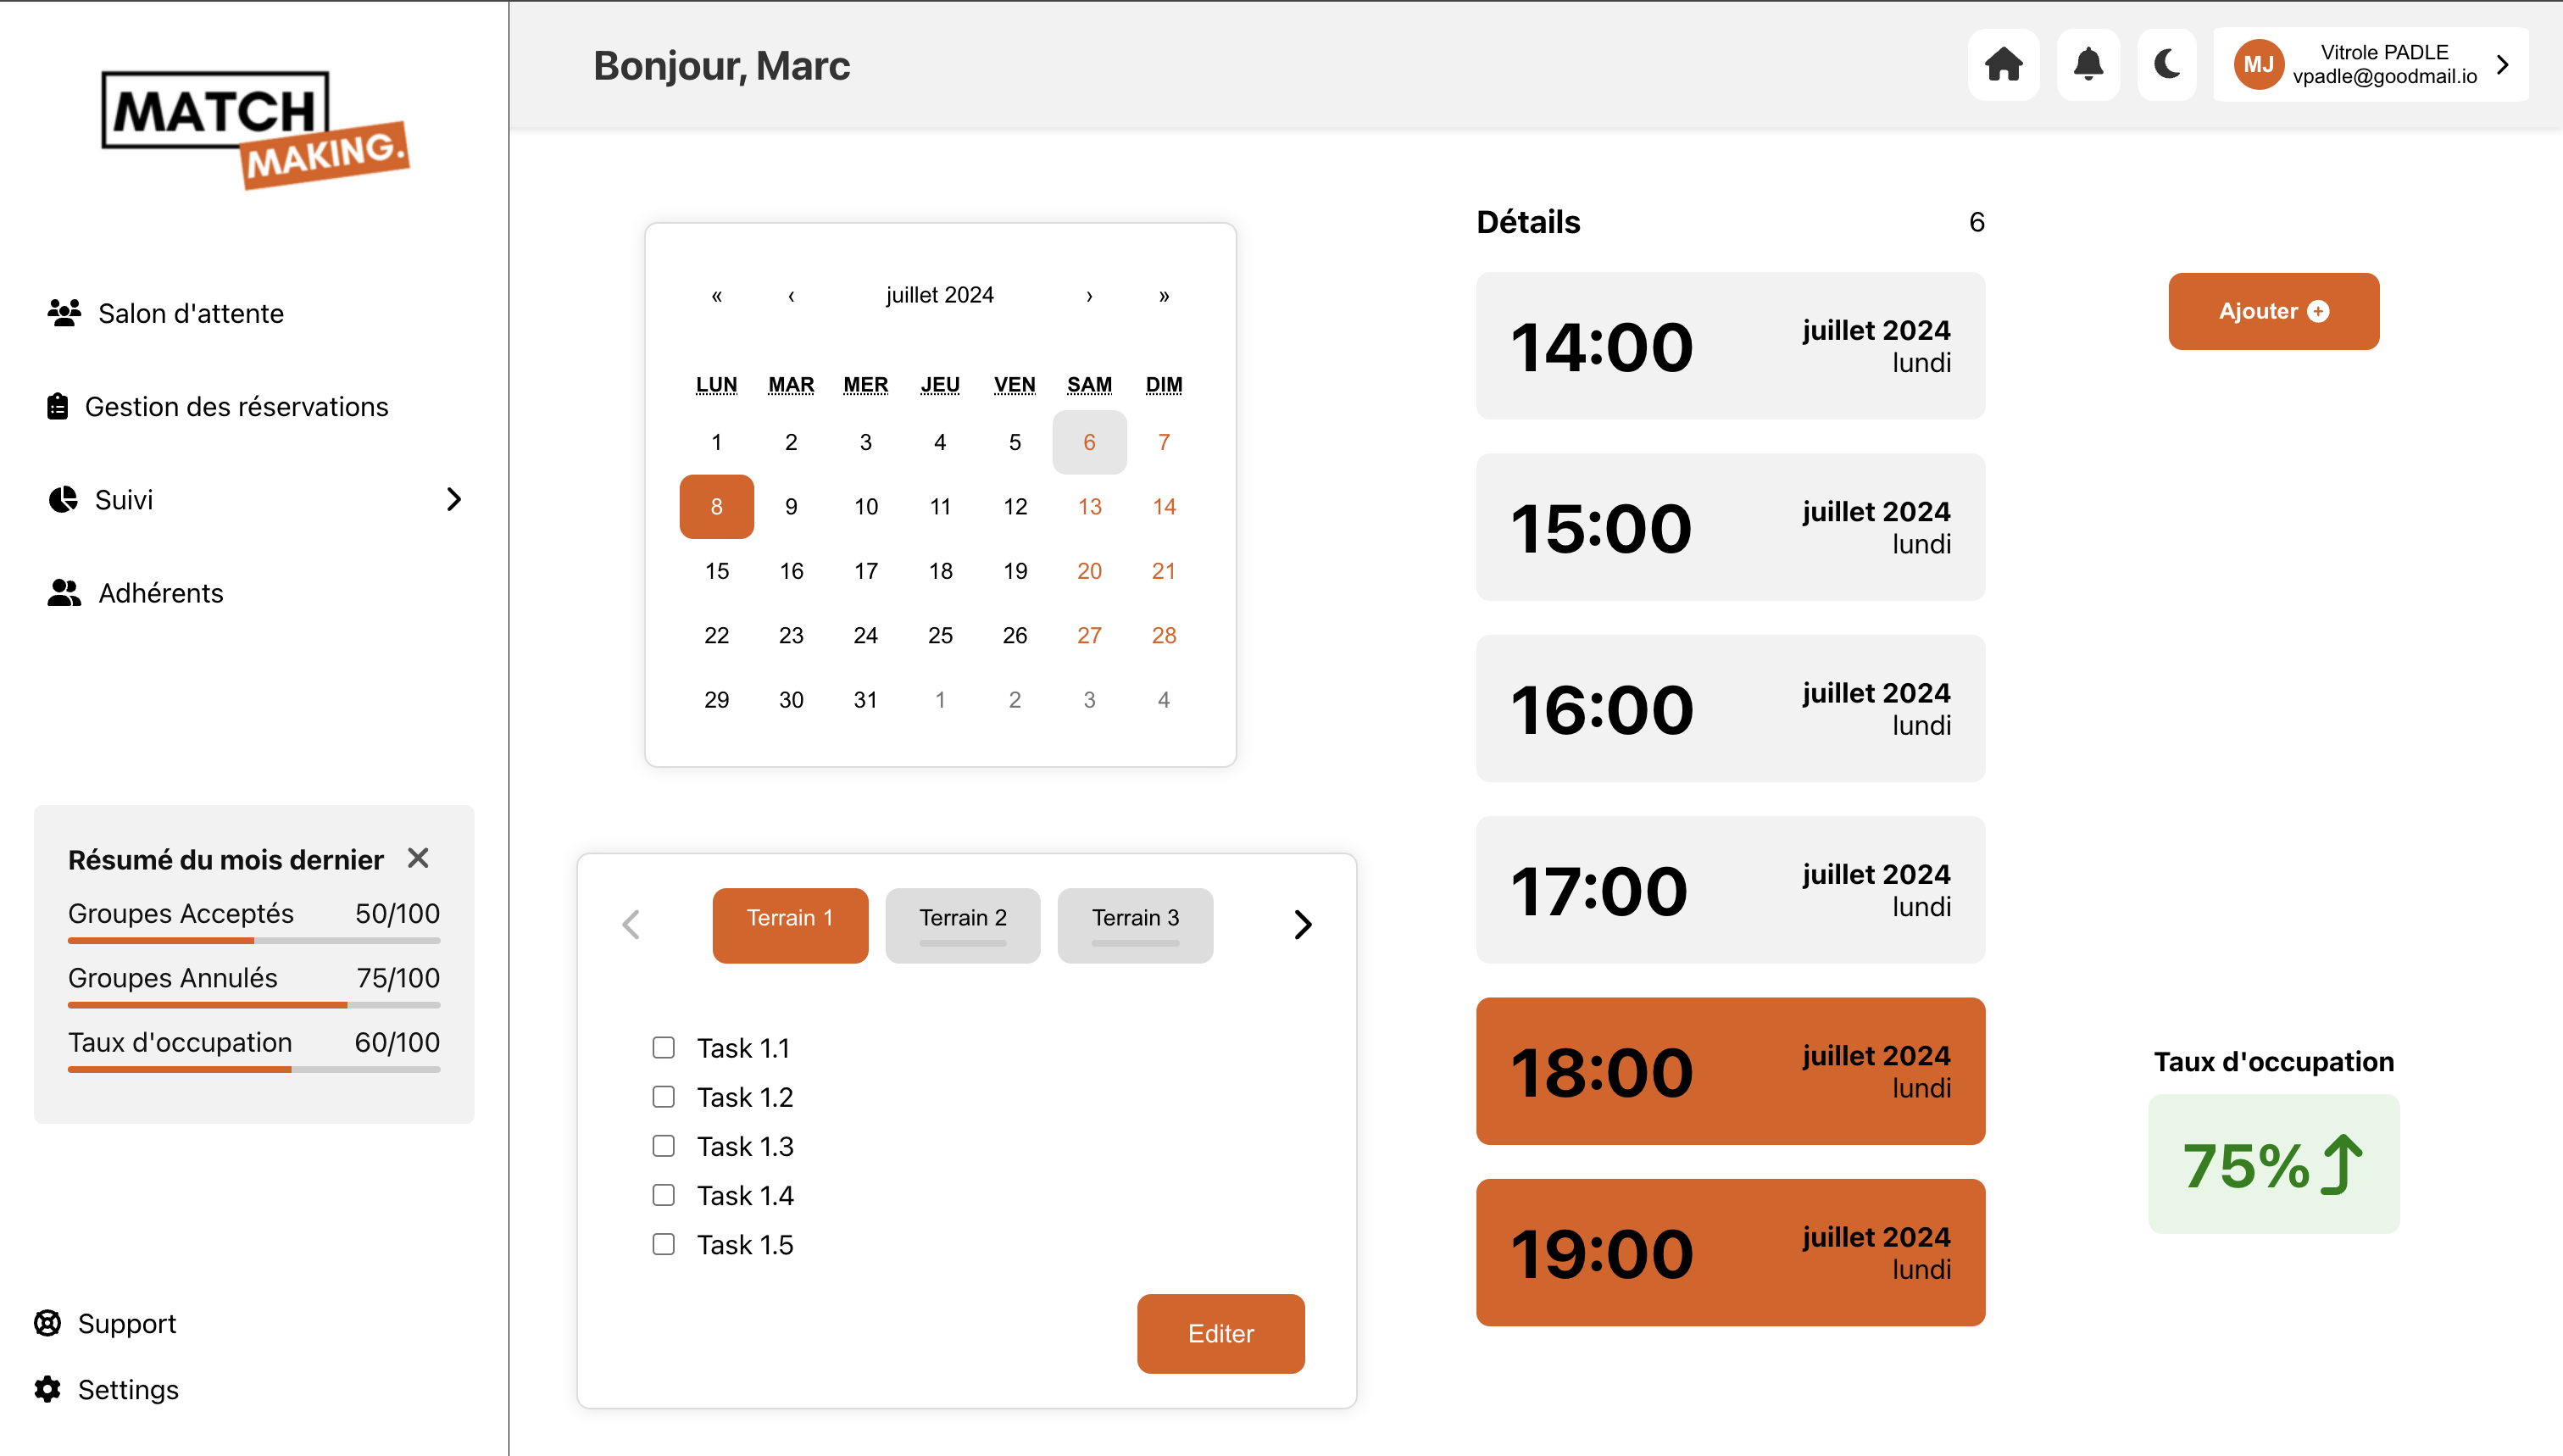 MATCH
MAKING.
Salon d'attente
Gestion des réservations
Suivi
Adhérents
Résumé du mois dernier
Groupes Acceptés 50/100
Groupes Annulés 75/100
Taux d'occupation 60/100
Support
Settings
Bonjour, Marc
MJ
Vitrole PADLE
vpadle@goodmail.io
« ‹ juillet 2024 › »
LUN MAR MER JEU VEN SAM DIM
1 2 3 4 5 6 7
8 9 10 11 12 13 14
15 16 17 18 19 20 21
22 23 24 25 26 27 28
29 30 31 1 2 3 4
Terrain 1 Terrain 2 Terrain 3
Task 1.1
Task 1.2
Task 1.3
Task 1.4
Task 1.5
Editer
Détails 6
14:00 juillet 2024
lundi
15:00 juillet 2024
lundi
16:00 juillet 2024
lundi
17:00 juillet 2024
lundi
18:00 juillet 2024
lundi
19:00 juillet 2024
lundi
Ajouter
Taux d'occupation
75%